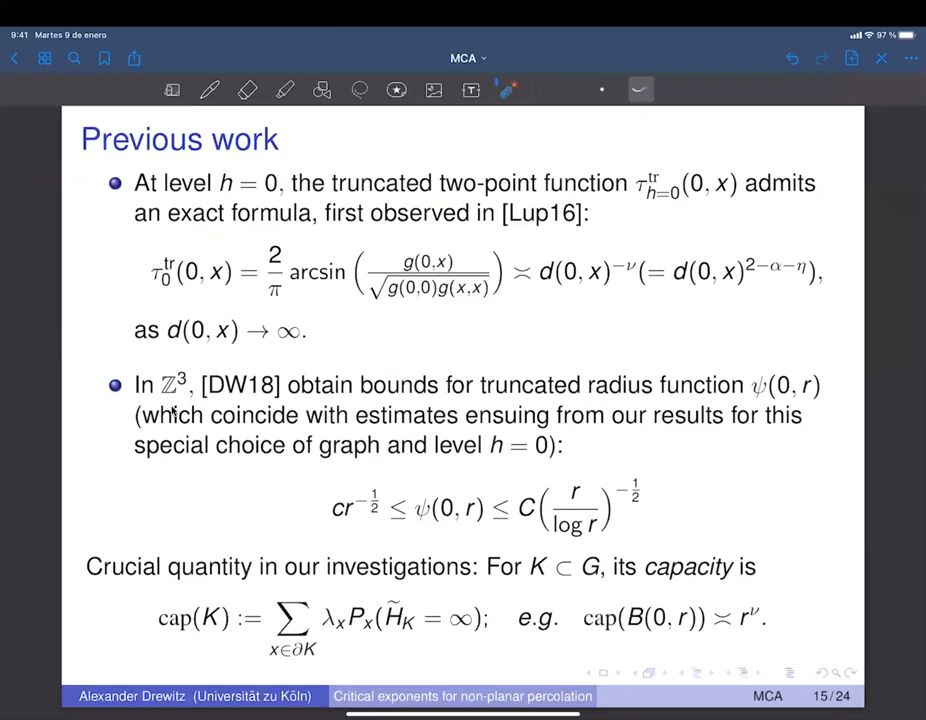 9:41 Martes 9 de enero
97 %
MCA
Previous work
At level h = 0, the truncated two-point function τ^tr_{h=0}(0, x) admits
an exact formula, first observed in [Lup16]:
τ^tr_0(0, x) = 2/π arcsin ( g(0,x) / √(g(0,0)g(x,x)) ) ≍ d(0, x)^{−ν}(= d(0, x)^{2−α−η}),
as d(0, x) → ∞.
In ℤ³, [DW18] obtain bounds for truncated radius function ψ(0, r)
(which coincide with estimates ensuing from our results for this
special choice of graph and level h = 0):
cr^{−1/2} ≤ ψ(0, r) ≤ C( r / log r )^{−1/2}
Crucial quantity in our investigations: For K ⊂ G, its capacity is
cap(K) := ∑_{x∈∂K} λ_x P_x(H̃_K = ∞); e.g. cap(B(0, r)) ≍ r^ν.
Alexander Drewitz (Universität zu Köln) Critical exponents for non-planar percolation MCA 15/24